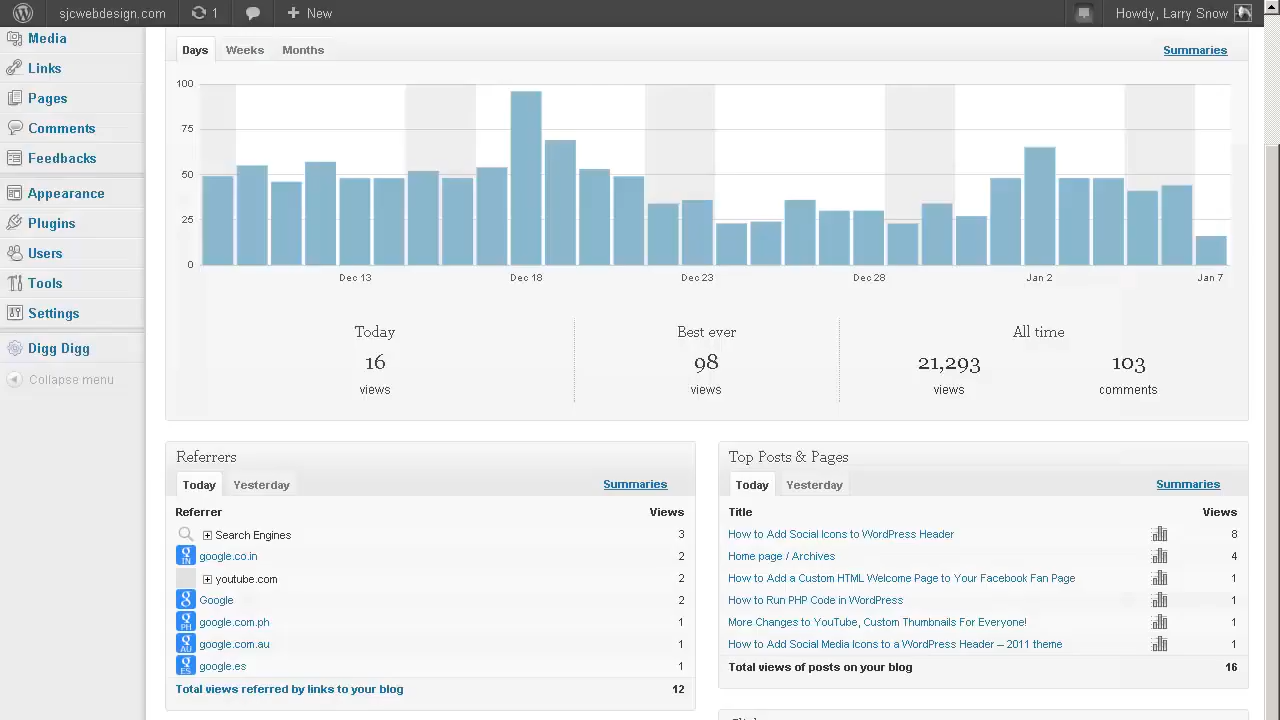 sjcwebdesign.com 1 + New Howdy, Larry Snow
Media
Links
Pages
Comments
Feedbacks
Appearance
Plugins
Users
Tools
Settings
Digg Digg
Collapse menu
Days Weeks Months Summaries
100
75
50
25
0
Dec 13 Dec 18 Dec 23 Dec 28 Jan 2 Jan 7
Today Best ever All time
16 98 21,293 103
views views views comments
Referrers
Today Yesterday Summaries
Referrer Views
Search Engines 3
google.co.in 2
youtube.com 2
Google 2
google.com.ph 1
google.com.au 1
google.es 1
Total views referred by links to your blog 12
Top Posts & Pages
Today Yesterday Summaries
Title Views
How to Add Social Icons to WordPress Header 8
Home page / Archives 4
How to Add a Custom HTML Welcome Page to Your Facebook Fan Page 1
How to Run PHP Code in WordPress 1
More Changes to YouTube, Custom Thumbnails For Everyone! 1
How to Add Social Media Icons to a WordPress Header – 2011 theme 1
Total views of posts on your blog 16